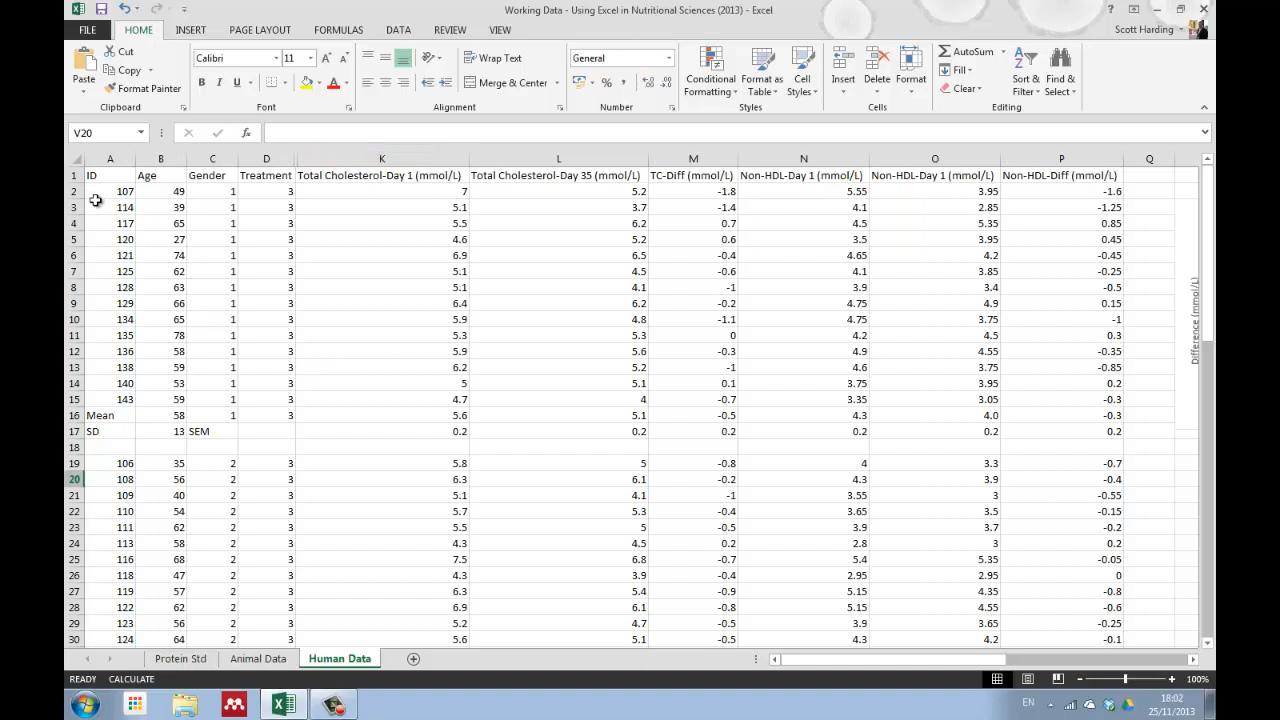 Working Data - Using Excel in Nutritional Sciences (2013) - Excel
FILE HOME INSERT PAGE LAYOUT FORMULAS DATA REVIEW VIEW Scott Harding
Paste Cut Copy Format Painter Clipboard
Calibri 11 B I U A Font
Wrap Text Merge & Center Alignment
General % Number
Conditional Formatting Format as Table Cell Styles Styles
Insert Delete Format Cells
AutoSum Fill Clear Sort & Filter Find & Select Editing
V20 fx
A B C D K L M N O P Q
1 ID Age Gender Treatment Total Cholesterol-Day 1 (mmol/L) Total Cholesterol-Day 35 (mmol/L) TC-Diff (mmol/L) Non-HDL-Day 1 (mmol/L) Non-HDL-Day 1 (mmol/L) Non-HDL-Diff (mmol/L)
2 107 49 1 3 7 5.2 -1.8 5.55 3.95 -1.6
3 114 39 1 3 5.1 3.7 -1.4 4.1 2.85 -1.25
4 117 65 1 3 5.5 6.2 0.7 4.5 5.35 0.85
5 120 27 1 3 4.6 5.2 0.6 3.5 3.95 0.45
6 121 74 1 3 6.9 6.5 -0.4 4.65 4.2 -0.45
7 125 62 1 3 5.1 4.5 -0.6 4.1 3.85 -0.25
8 128 63 1 3 5.1 4.1 -1 3.9 3.4 -0.5
9 129 66 1 3 6.4 6.2 -0.2 4.75 4.9 0.15
10 134 65 1 3 5.9 4.8 -1.1 4.75 3.75 -1
11 135 78 1 3 5.3 5.3 0 4.2 4.5 0.3
12 136 58 1 3 5.9 5.6 -0.3 4.9 4.55 -0.35
13 138 59 1 3 6.2 5.2 -1 4.6 3.75 -0.85
14 140 53 1 3 5 5.1 0.1 3.75 3.95 0.2
15 143 59 1 3 4.7 4 -0.7 3.35 3.05 -0.3
16 Mean 58 1 3 5.6 5.1 -0.5 4.3 4.0 -0.3
17 SD 13 SEM 0.2 0.2 0.2 0.2 0.2 0.2
18
19 106 35 2 3 5.8 5 -0.8 4 3.3 -0.7
20 108 56 2 3 6.3 6.1 -0.2 4.3 3.9 -0.4
21 109 40 2 3 5.1 4.1 -1 3.55 3 -0.55
22 110 54 2 3 5.7 5.3 -0.4 3.65 3.5 -0.15
23 111 62 2 3 5.5 5 -0.5 3.9 3.7 -0.2
24 113 58 2 3 4.3 4.5 0.2 2.8 3 0.2
25 116 68 2 3 7.5 6.8 -0.7 5.4 5.35 -0.05
26 118 47 2 3 4.3 3.9 -0.4 2.95 2.95 0
27 119 57 2 3 6.3 5.4 -0.9 5.15 4.35 -0.8
28 122 62 2 3 6.9 6.1 -0.8 5.15 4.55 -0.6
29 123 56 2 3 5.2 4.7 -0.5 3.9 3.65 -0.25
30 124 64 2 3 5.6 5.1 -0.5 4.3 4.2 -0.1
Difference (mmol/L)
Protein Std Animal Data Human Data
READY CALCULATE 100%
EN 18:02
25/11/2013